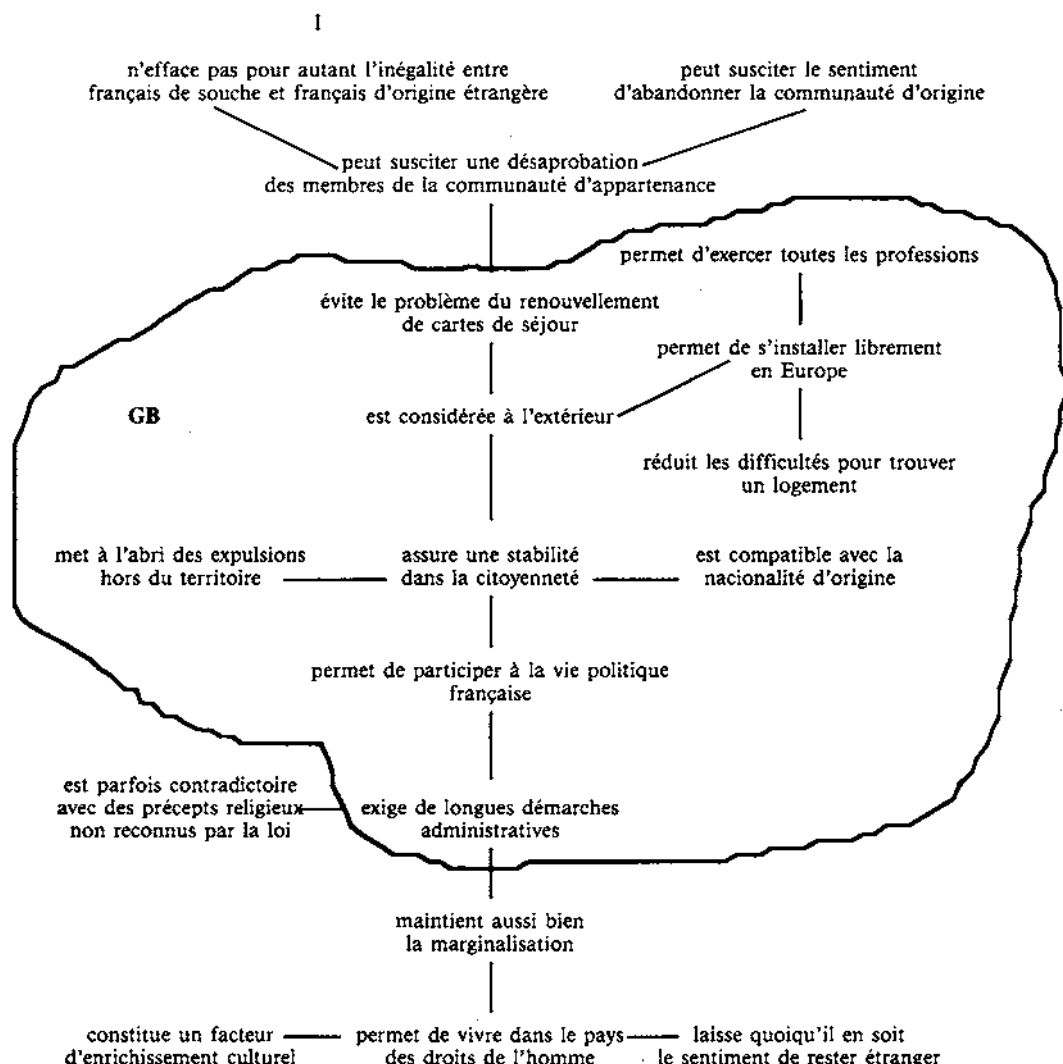 I
n'efface pas pour autant l'inégalité entre
français de souche et français d'origine étrangère
peut susciter le sentiment
d'abandonner la communauté d'origine
peut susciter une désaprobation
des membres de la communauté d'appartenance
permet d'exercer toutes les professions
évite le problème du renouvellement
de cartes de séjour
permet de s'installer librement
en Europe
GB
est considérée à l'extérieur
réduit les difficultés pour trouver
un logement
met à l'abri des expulsions
hors du territoire
assure une stabilité
dans la citoyenneté
est compatible avec la
nacionalité d'origine
permet de participer à la vie politique
française
est parfois contradictoire
avec des précepts religieux
non reconnus par la loi
exige de longues démarches
administratives
maintient aussi bien
la marginalisation
constitue un facteur
d'enrichissement culturel
permet de vivre dans le pays
des droits de l'homme
laisse quoiqu'il en soit
le sentiment de rester étranger